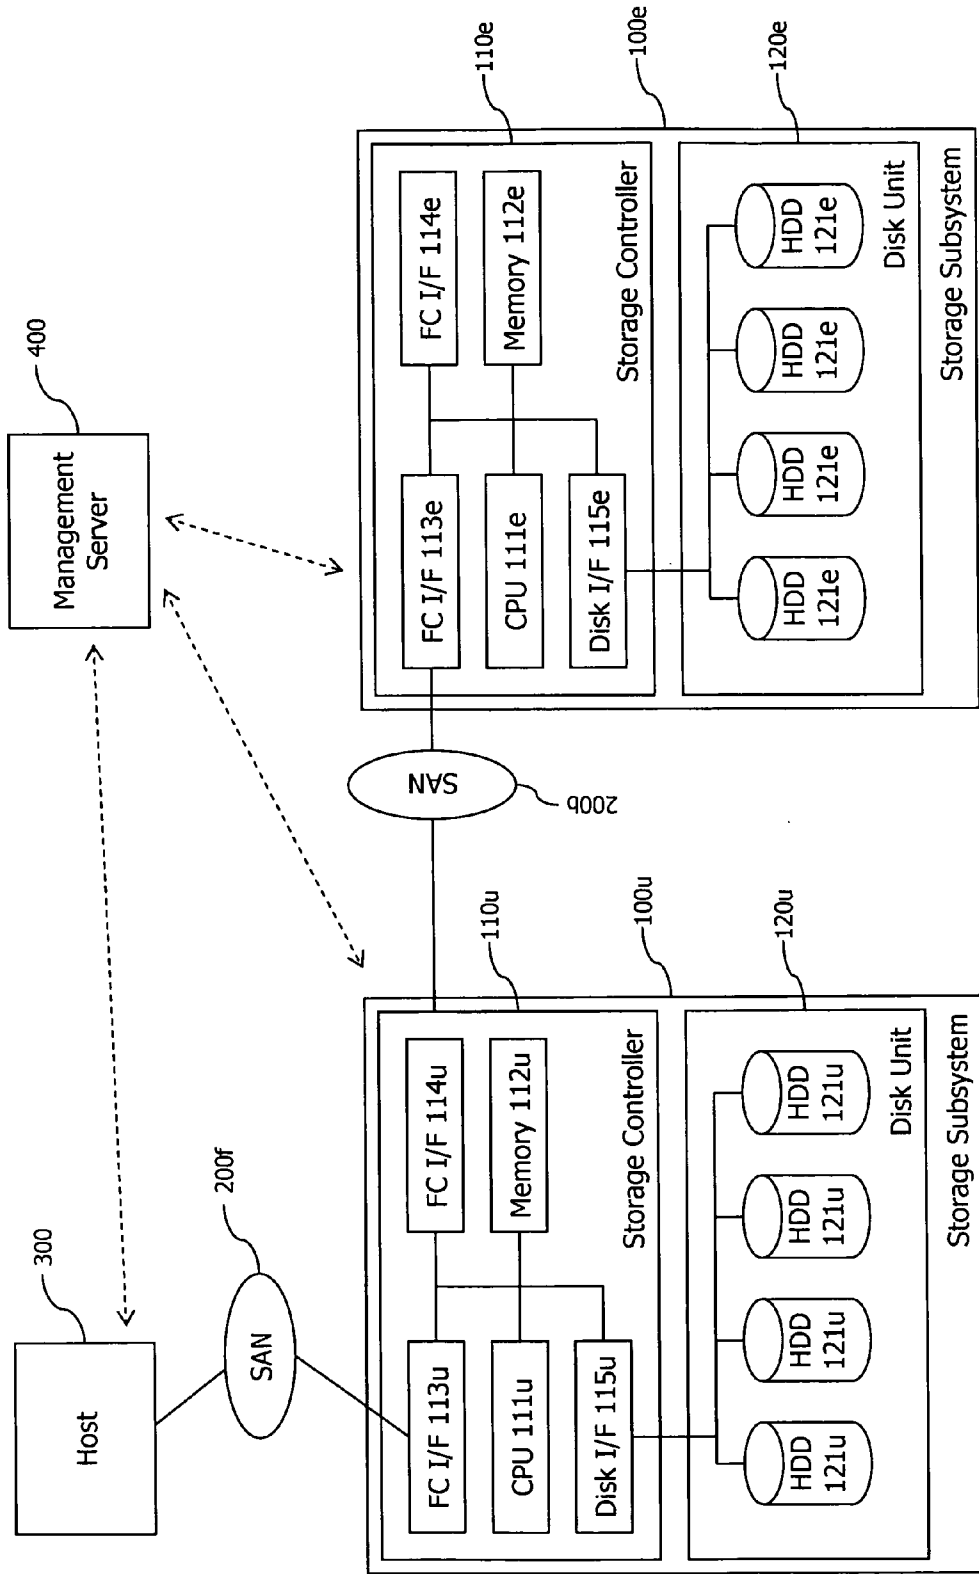 Host
300
SAN
200f
Management
Server
400
FC I/F 113u
FC I/F 114u
CPU 111u
Memory 112u
Disk I/F 115u
Storage Controller
110u
HDD
121u
HDD
121u
HDD
121u
HDD
121u
Disk Unit
120u
Storage Subsystem
100u
SAN
200b
FC I/F 113e
FC I/F 114e
CPU 111e
Memory 112e
Disk I/F 115e
Storage Controller
110e
HDD
121e
HDD
121e
HDD
121e
HDD
121e
Disk Unit
120e
Storage Subsystem
100e